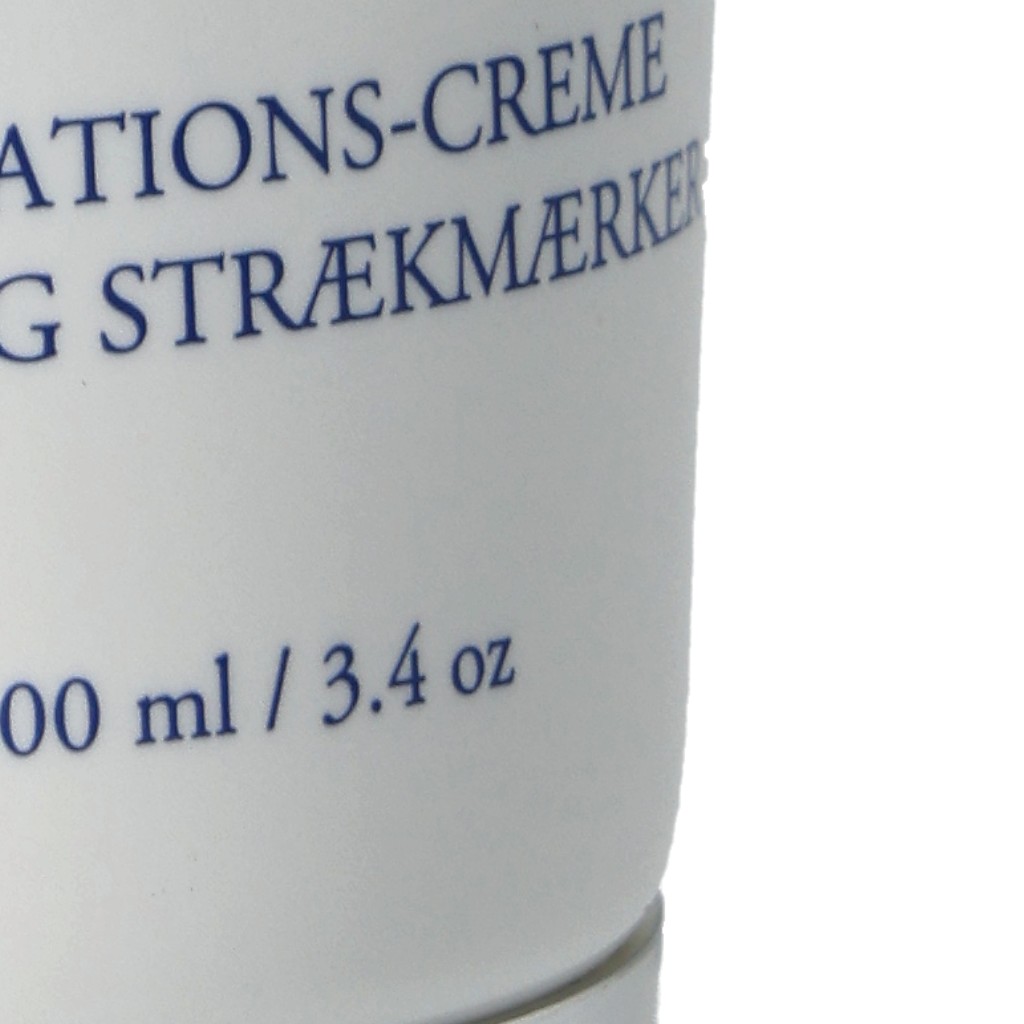 ATIONS-CREME
G STRÆKMÆRKER
00 ml / 3.4 oz